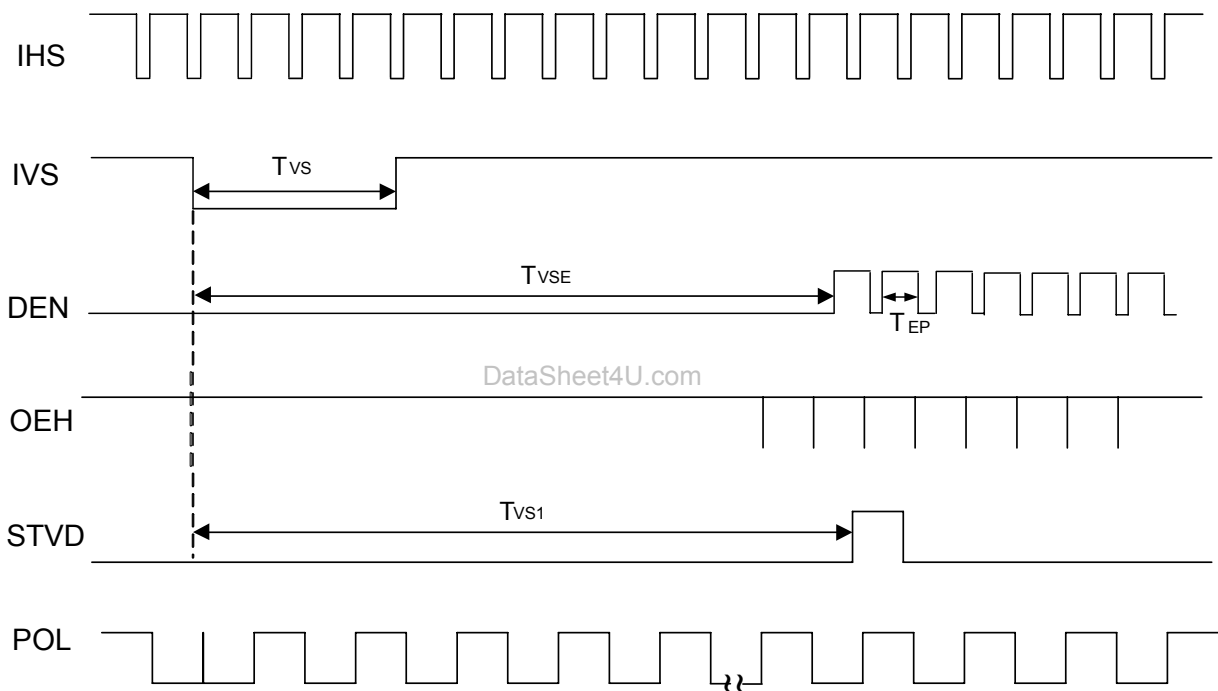 IHS
IVS
TVS
DEN
TVSE
TEP
DataSheet4U.com
OEH
STVD
TVS1
POL